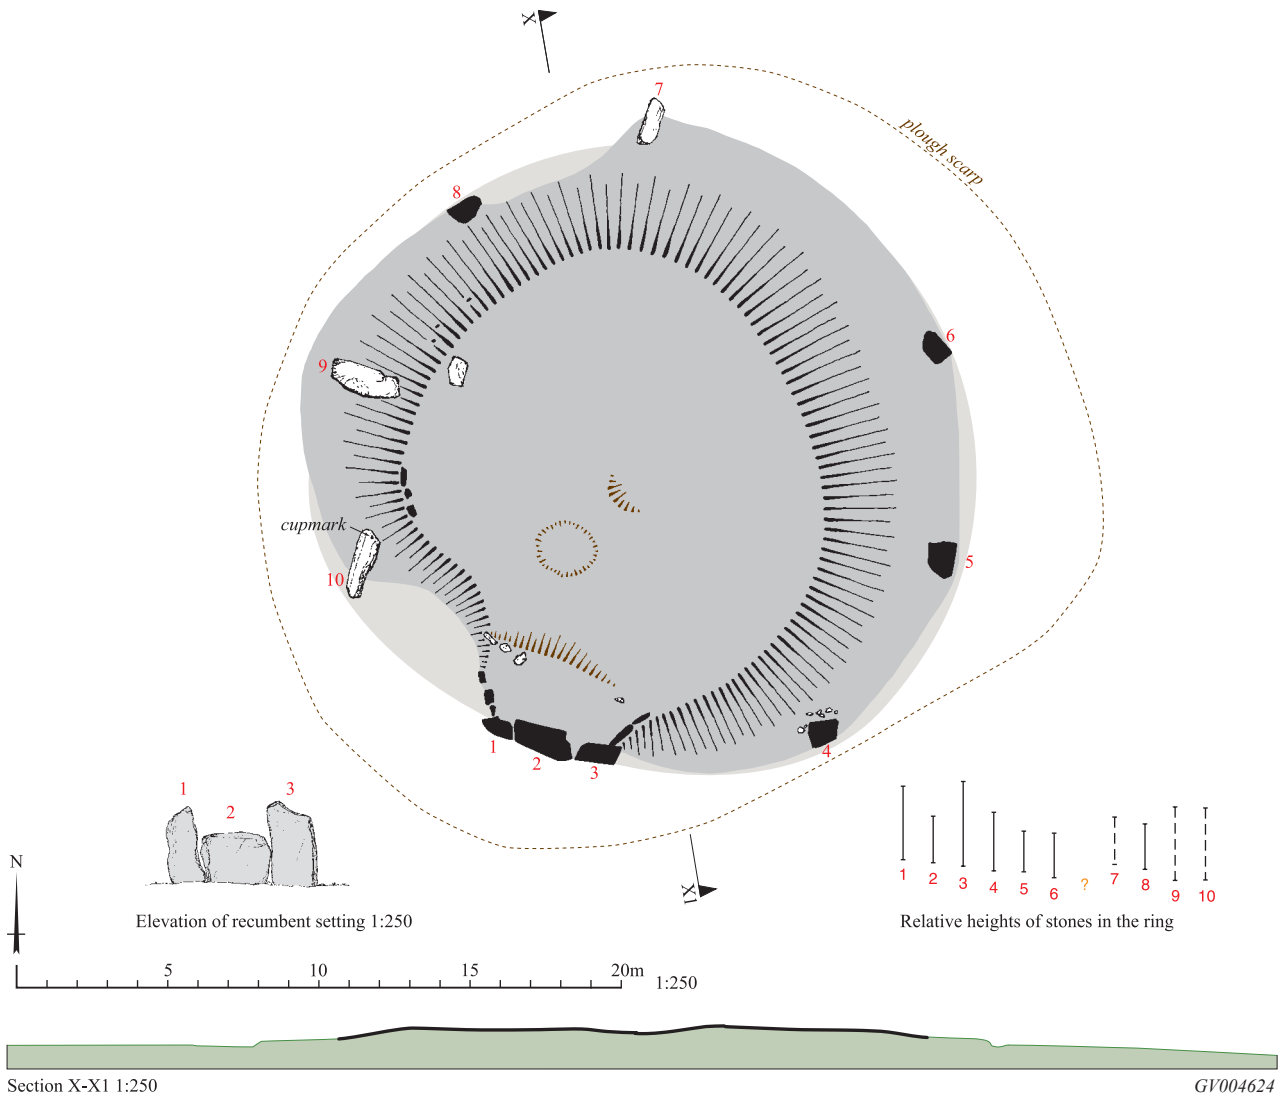 X
7
plough scarp
8
6
9
cupmark
10
5
1
2
3
4
X1
1
2
3
Elevation of recumbent setting 1:250
1
2
3
4
5
6
?
7
8
9
10
Relative heights of stones in the ring
N
5
10
15
20m
1:250
Section X-X1 1:250
GV004624